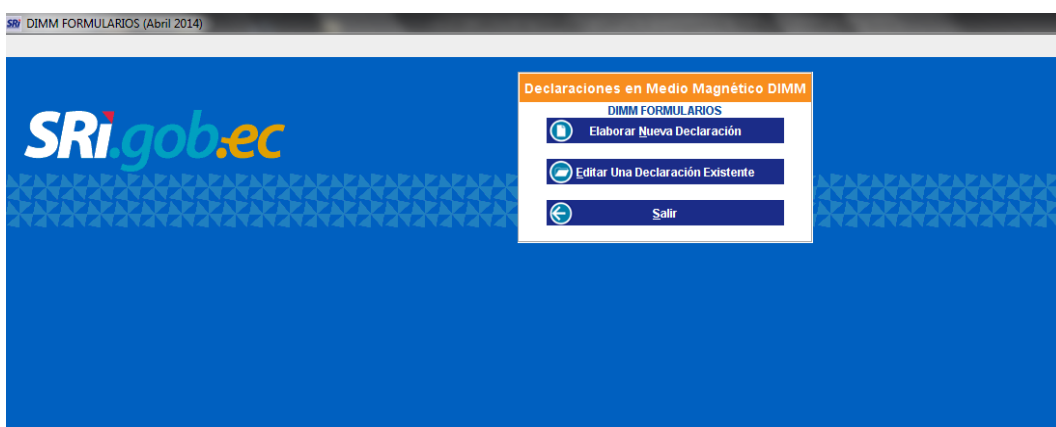 SRi DIMM FORMULARIOS (Abril 2014)
SRi.gob.ec
Declaraciones en Medio Magnético DIMM
DIMM FORMULARIOS
Elaborar Nueva Declaración
Editar Una Declaración Existente
Salir